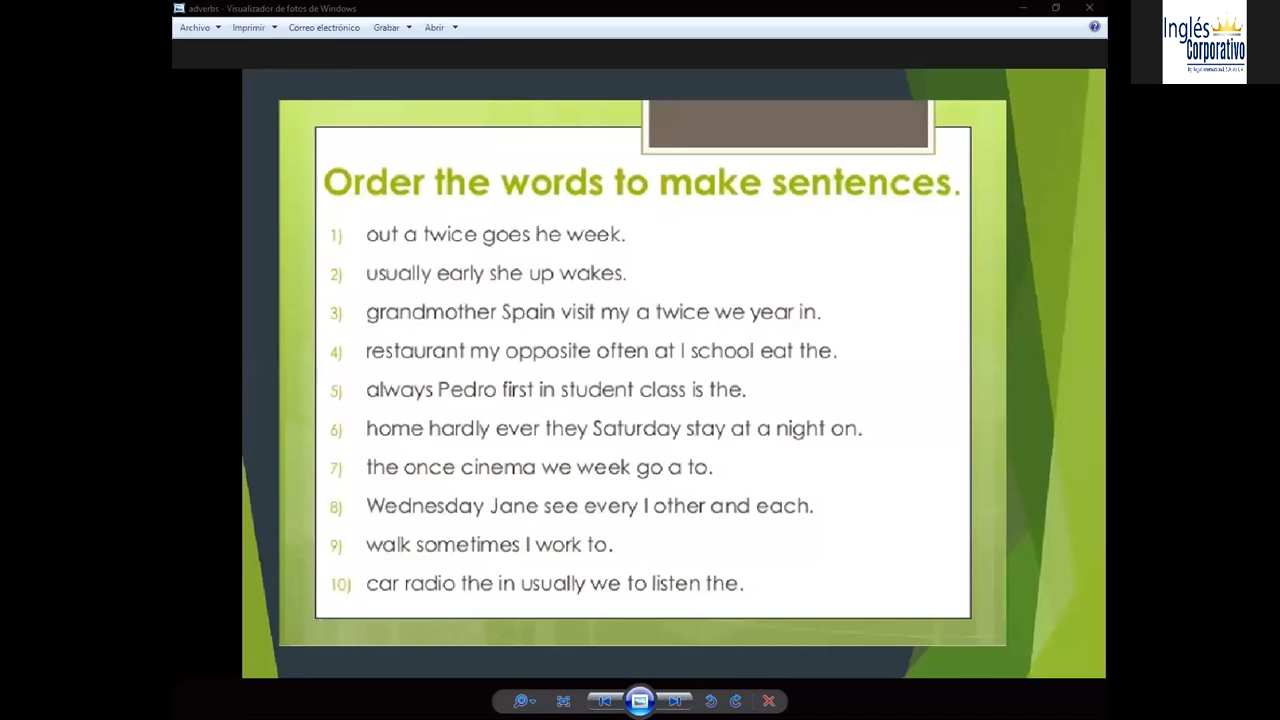 adverbs - Visualizador de fotos de Windows
Archivo Imprimir Correo electrónico Grabar Abrir
Inglés
Corporativo
Order the words to make sentences.
1) out a twice goes he week.
2) usually early she up wakes.
3) grandmother Spain visit my a twice we year in.
4) restaurant my opposite often at I school eat the.
5) always Pedro first in student class is the.
6) home hardly ever they Saturday stay at a night on.
7) the once cinema we week go a to.
8) Wednesday Jane see every I other and each.
9) walk sometimes I work to.
10) car radio the in usually we to listen the.